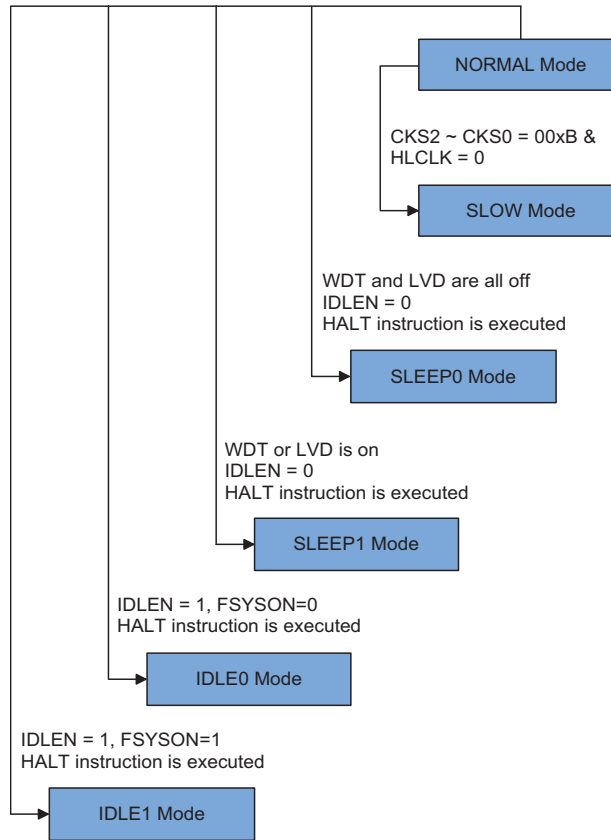 NORMAL Mode
CKS2 ~ CKS0 = 00xB &
HLCLK = 0
SLOW Mode
WDT and LVD are all off
IDLEN = 0
HALT instruction is executed
SLEEP0 Mode
WDT or LVD is on
IDLEN = 0
HALT instruction is executed
SLEEP1 Mode
IDLEN = 1, FSYSON=0
HALT instruction is executed
IDLE0 Mode
IDLEN = 1, FSYSON=1
HALT instruction is executed
IDLE1 Mode